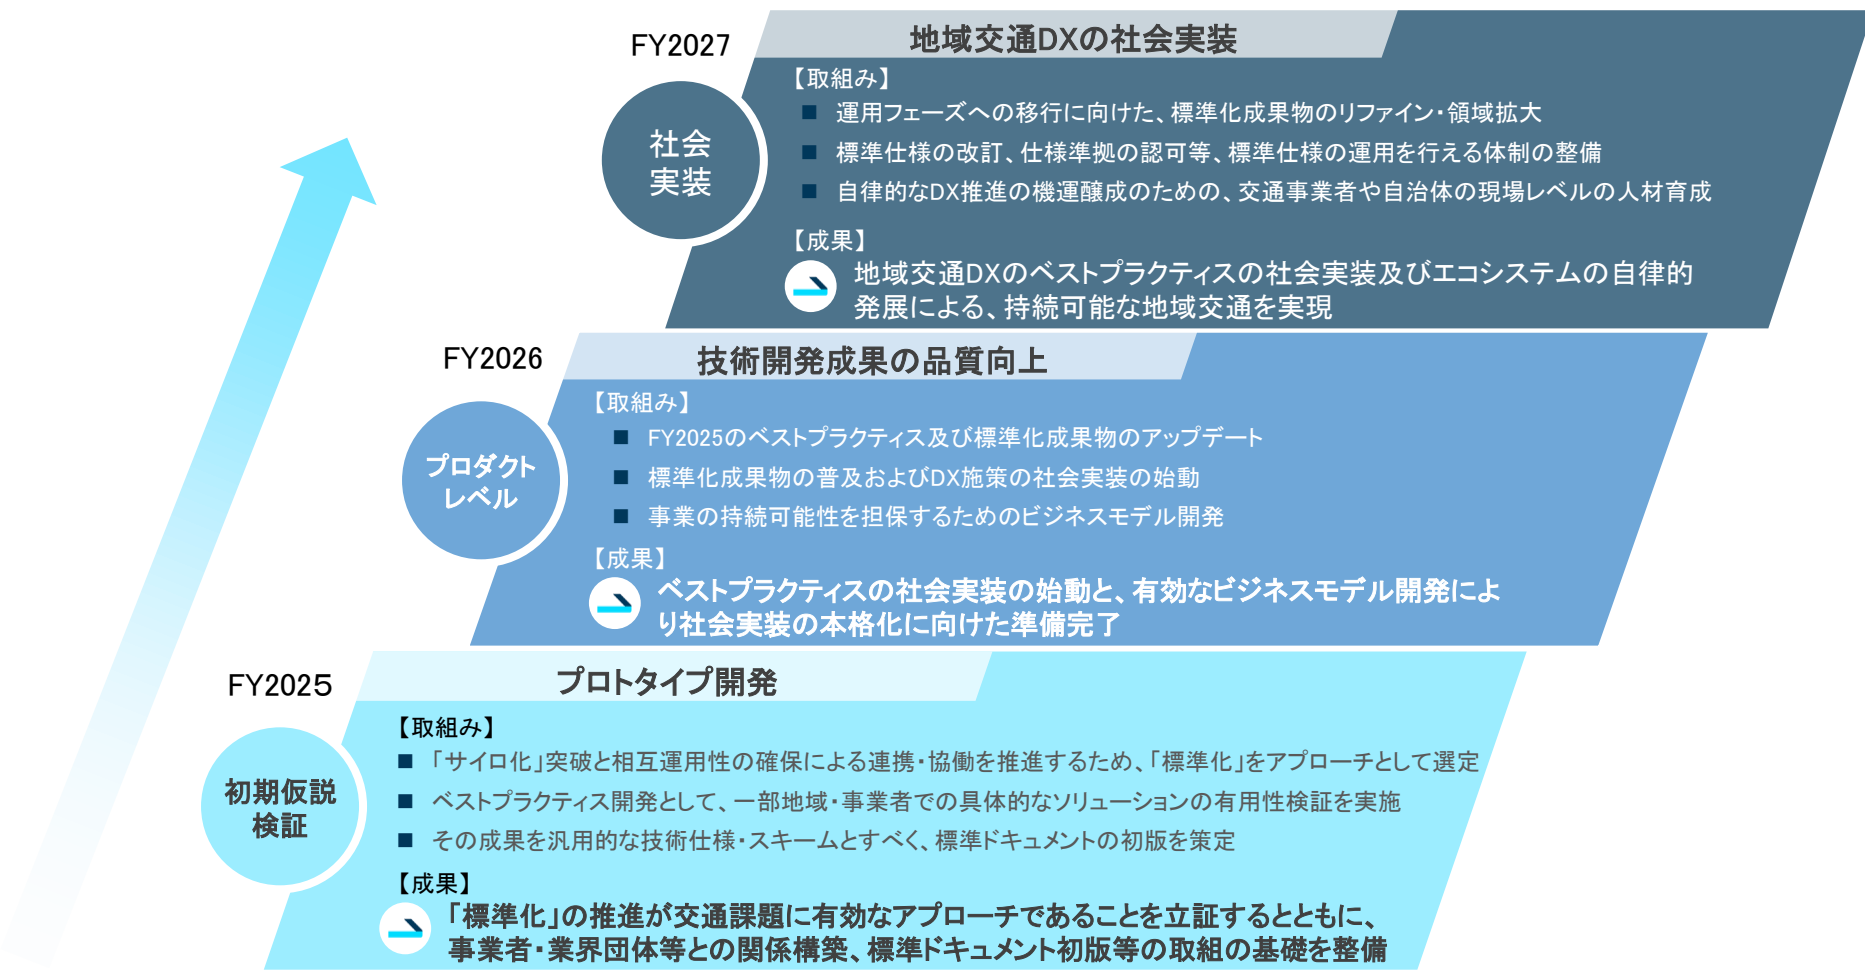 FY2027
地域交通DXの社会実装
社会
実装
【取組み】
■ 運用フェーズへの移行に向けた、標準化成果物のリファイン・領域拡大
■ 標準仕様の改訂、仕様準拠の認可等、標準仕様の運用を行える体制の整備
■ 自律的なDX推進の機運醸成のための、交通事業者や自治体の現場レベルの人材育成
【成果】
地域交通DXのベストプラクティスの社会実装及びエコシステムの自律的
発展による、持続可能な地域交通を実現
FY2026
技術開発成果の品質向上
プロダクト
レベル
【取組み】
■ FY2025のベストプラクティス及び標準化成果物のアップデート
■ 標準化成果物の普及およびDX施策の社会実装の始動
■ 事業の持続可能性を担保するためのビジネスモデル開発
【成果】
ベストプラクティスの社会実装の始動と、有効なビジネスモデル開発によ
り社会実装の本格化に向けた準備完了
FY2025
プロトタイプ開発
初期仮説
検証
【取組み】
■ 「サイロ化」突破と相互運用性の確保による連携・協働を推進するため、「標準化」をアプローチとして選定
■ ベストプラクティス開発として、一部地域・事業者での具体的なソリューションの有用性検証を実施
■ その成果を汎用的な技術仕様・スキームとすべく、標準ドキュメントの初版を策定
【成果】
「標準化」の推進が交通課題に有効なアプローチであることを立証するとともに、
事業者・業界団体等との関係構築、標準ドキュメント初版等の取組の基礎を整備